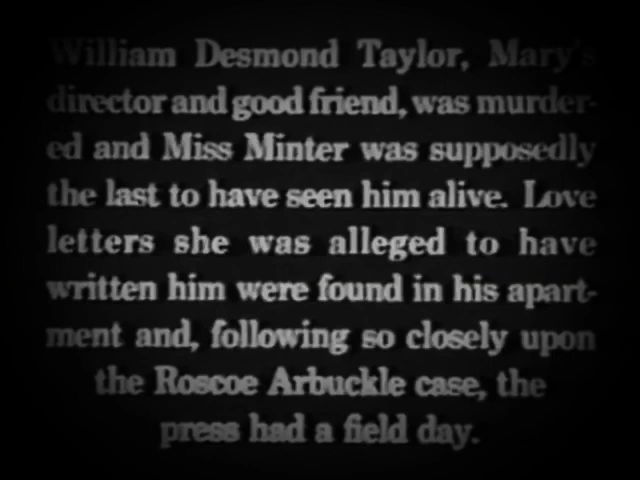 William Desmond Taylor, Mary's
director and good friend, was murder-
ed and Miss Minter was supposedly
the last to have seen him alive. Love
letters she was alleged to have
written him were found in his apart-
ment and, following so closely upon
the Roscoe Arbuckle case, the
press had a field day.